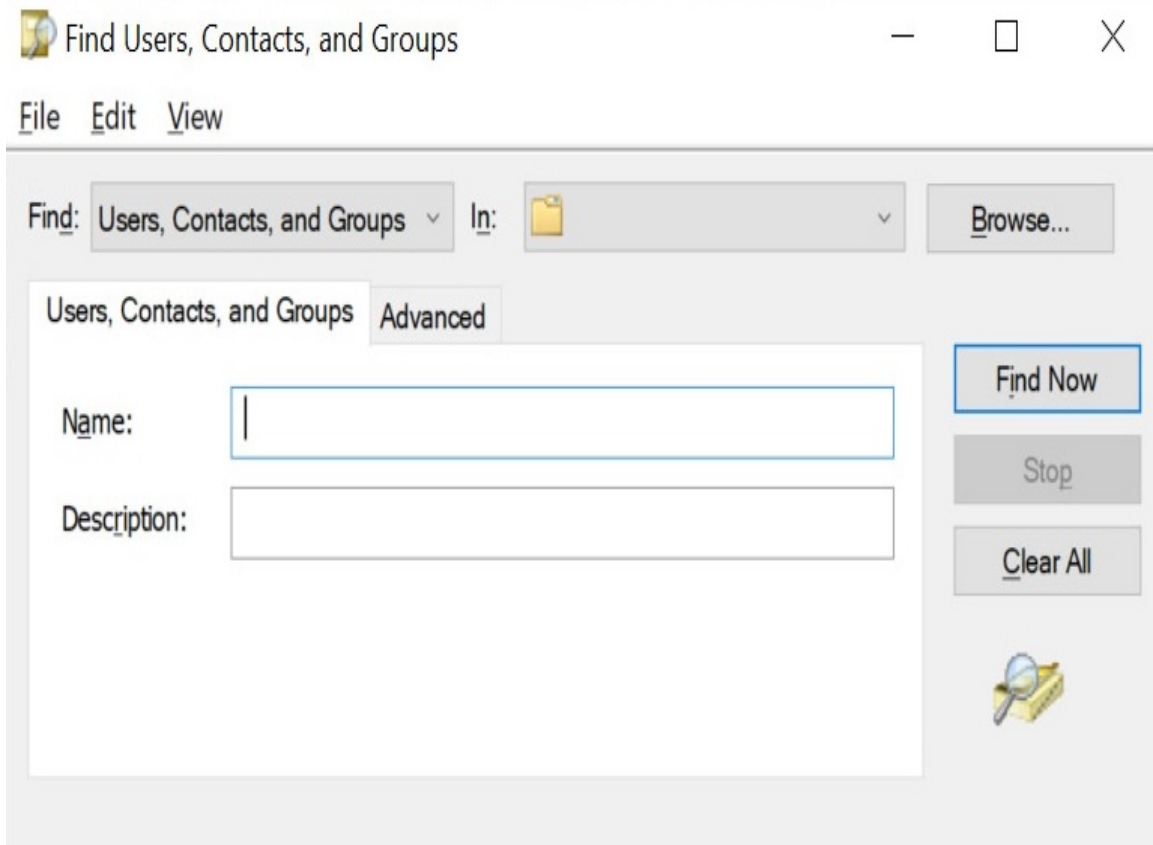 Find Users, Contacts, and Groups
File Edit View
Find: Users, Contacts, and Groups In: Browse...
Users, Contacts, and Groups Advanced
Name:
Find Now
Stop
Description:
Clear All